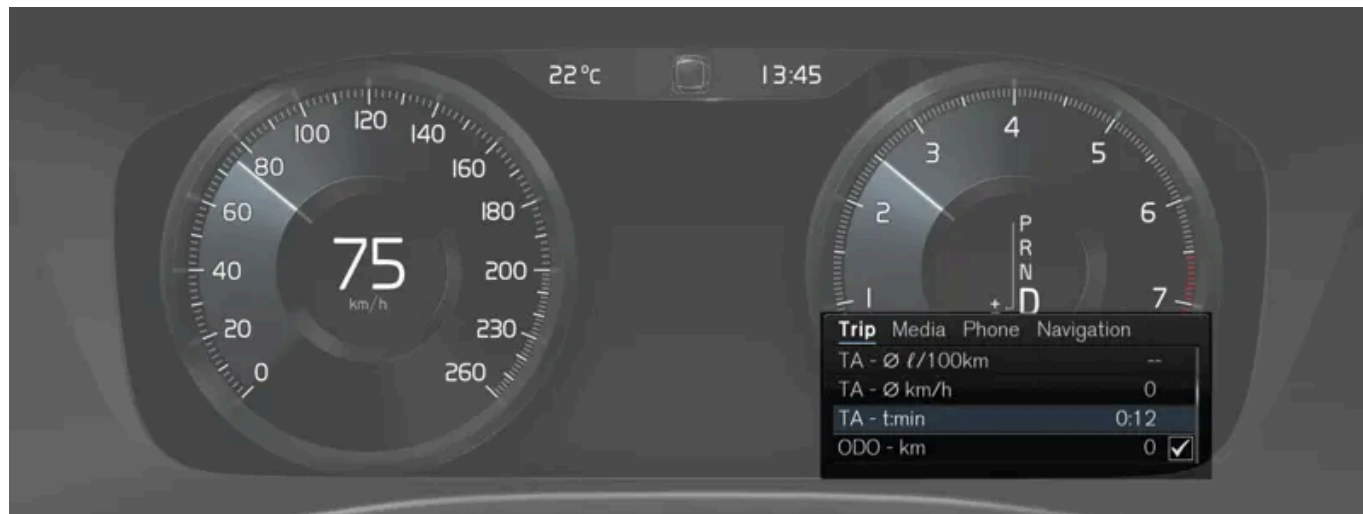 22°C 13:45
0
20
40
60
80
100
120
140
160
180
200
230
260
75
km/h
1
2
3
4
5
6
7
P
R
N
± D
Trip Media Phone Navigation
TA - Ø ℓ/100km --
TA - Ø km/h 0
TA - t:min 0:12
ODO - km 0